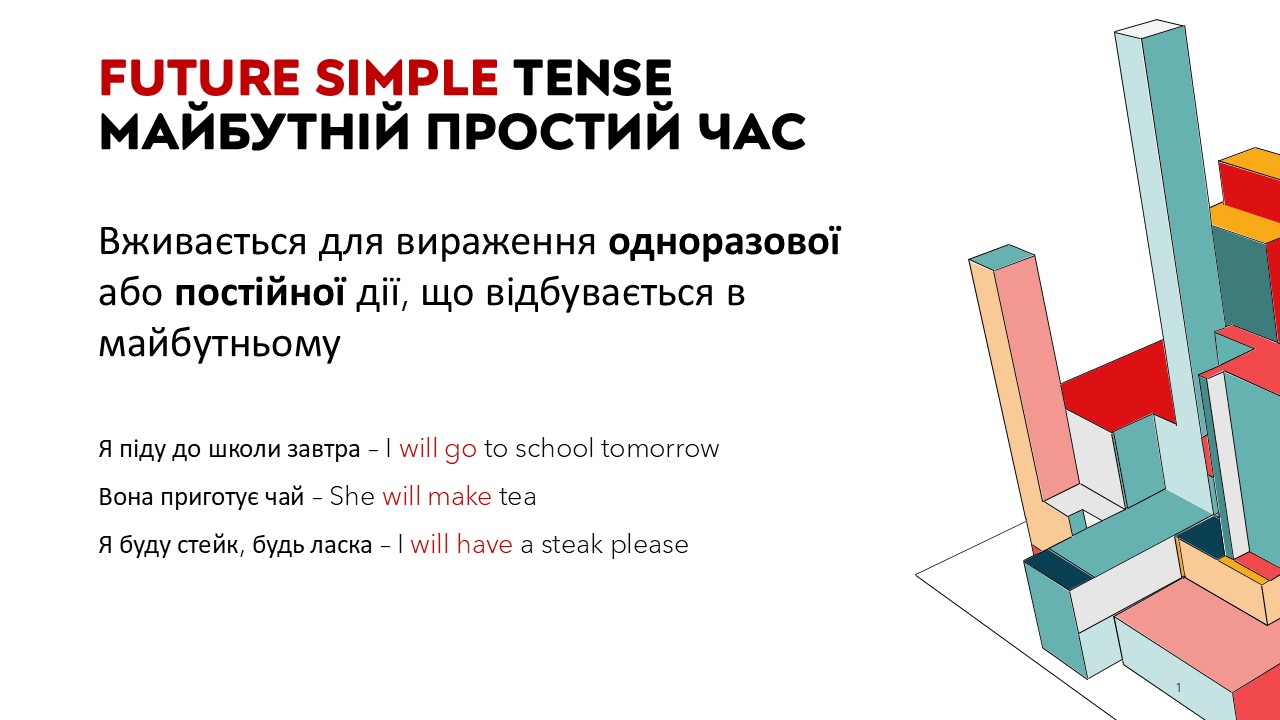 FUTURE SIMPLE TENSE
МАЙБУТНІЙ ПРОСТИЙ ЧАС
Вживається для вираження одноразової
або постійної дії, що відбувається в
майбутньому
Я піду до школи завтра – I will go to school tomorrow
Вона приготує чай – She will make tea
Я буду стейк, будь ласка – I will have a steak please
1